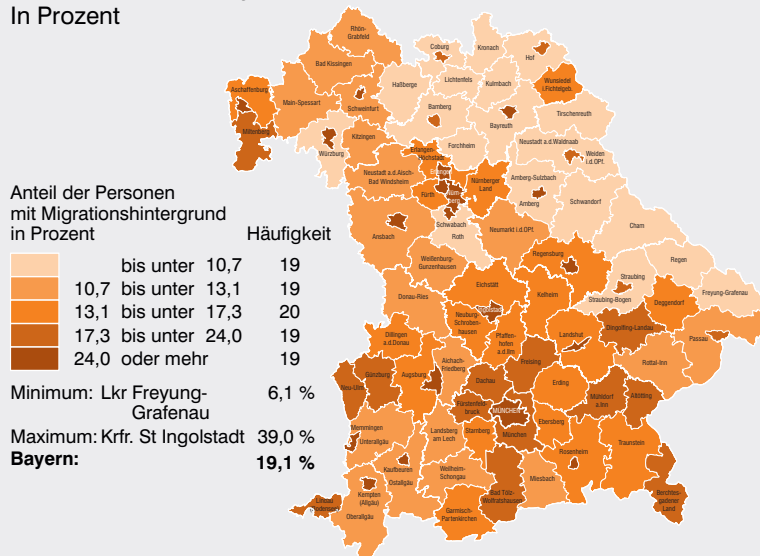 In Prozent
Anteil der Personen
mit Migrationshintergrund
in Prozent Häufigkeit
bis unter 10,7 19
10,7 bis unter 13,1 19
13,1 bis unter 17,3 20
17,3 bis unter 24,0 19
24,0 oder mehr 19
Minimum: Lkr Freyung-
Grafenau 6,1 %
Maximum: Krfr. St Ingolstadt 39,0 %
Bayern: 19,1 %
Rhön-
Grabfeld
Bad Kissingen
Coburg
Kronach
Hof
Aschaffenburg
Main-Spessart
Schweinfurt
Haßberge
Lichtenfels
Kulmbach
Wunsiedel
i.Fichtelgeb.
Miltenberg
Würzburg
Kitzingen
Bamberg
Bayreuth
Tirschenreuth
Neustadt a.d.Aisch-
Bad Windsheim
Erlangen-
Höchstadt
Erlangen
Forchheim
Neustadt a.d.Waldnaab
Weiden
i.d.OPf.
Fürth
Nürn-
berg
Nürnberger
Land
Amberg-Sulzbach
Amberg
Schwandorf
Ansbach
Schwabach
Roth
Neumarkt i.d.OPf.
Cham
Weißenburg-
Gunzenhausen
Regensburg
Regen
Straubing
Straubing-Bogen
Freyung-Grafenau
Donau-Ries
Eichstätt
Ingolstadt
Kelheim
Deggendorf
Neuburg-
Schroben-
hausen
Pfaffen-
hofen
a.d.Ilm
Landshut
Dingolfing-Landau
Passau
Dillingen
a.d.Donau
Aichach-
Friedberg
Freising
Rottal-Inn
Neu-Ulm
Günzburg
Augsburg
Dachau
Erding
Mühldorf
a.Inn
Altötting
Fürstenfeld-
bruck
MÜNCHEN
München
Ebersberg
Memmingen
Unterallgäu
Landsberg
am Lech
Starnberg
Rosenheim
Traunstein
Kaufbeuren
Ostallgäu
Weilheim-
Schongau
Bad Tölz-
Wolfratshausen
Miesbach
Berchtes-
gadener
Land
Lindau
(Bodensee)
Kempten
(Allgäu)
Oberallgäu
Garmisch-
Partenkirchen